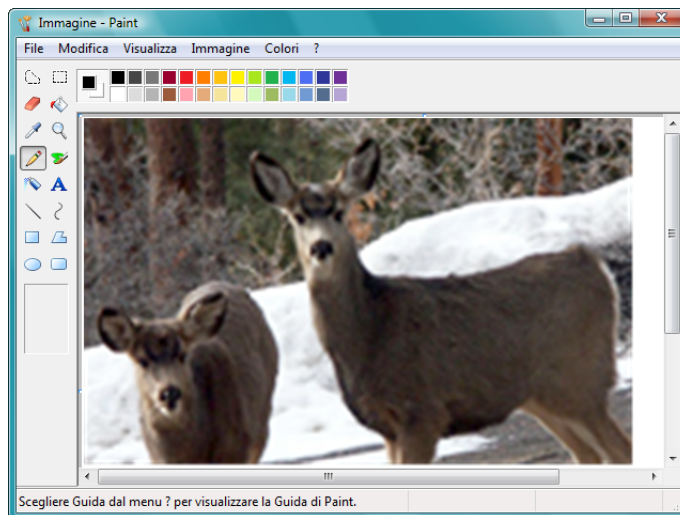 Immagine - Paint
File Modifica Visualizza Immagine Colori ?
A
Scegliere Guida dal menu ? per visualizzare la Guida di Paint.